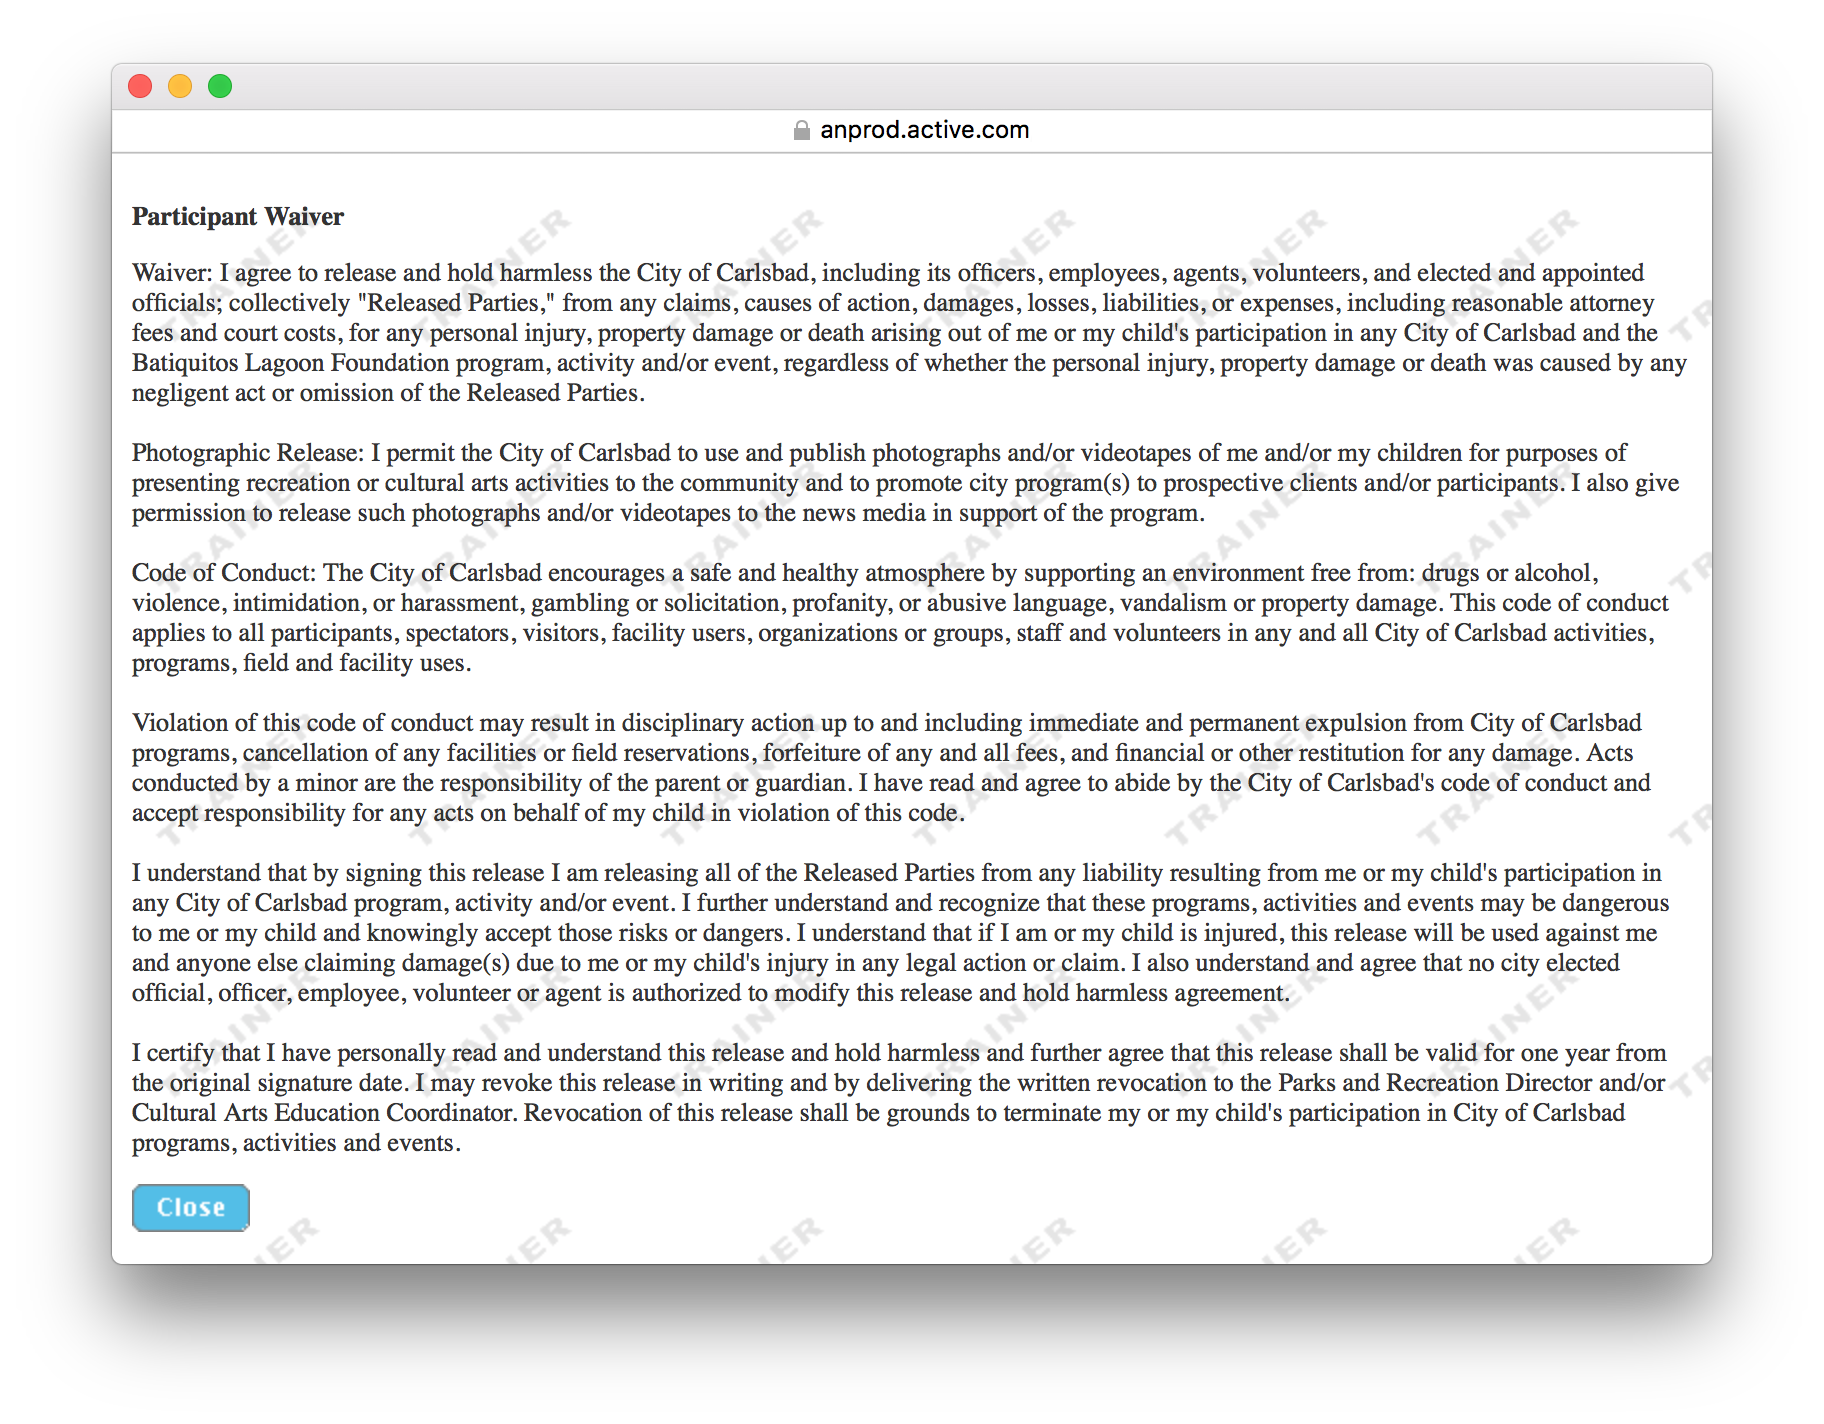 anprod.active.com
Participant Waiver
Waiver: I agree to release and hold harmless the City of Carlsbad, including its officers, employees, agents, volunteers, and elected and appointed
officials; collectively "Released Parties," from any claims, causes of action, damages, losses, liabilities, or expenses, including reasonable attorney
fees and court costs, for any personal injury, property damage or death arising out of me or my child's participation in any City of Carlsbad and the
Batiquitos Lagoon Foundation program, activity and/or event, regardless of whether the personal injury, property damage or death was caused by any
negligent act or omission of the Released Parties.
Photographic Release: I permit the City of Carlsbad to use and publish photographs and/or videotapes of me and/or my children for purposes of
presenting recreation or cultural arts activities to the community and to promote city program(s) to prospective clients and/or participants. I also give
permission to release such photographs and/or videotapes to the news media in support of the program.
Code of Conduct: The City of Carlsbad encourages a safe and healthy atmosphere by supporting an environment free from: drugs or alcohol,
violence, intimidation, or harassment, gambling or solicitation, profanity, or abusive language, vandalism or property damage. This code of conduct
applies to all participants, spectators, visitors, facility users, organizations or groups, staff and volunteers in any and all City of Carlsbad activities,
programs, field and facility uses.
Violation of this code of conduct may result in disciplinary action up to and including immediate and permanent expulsion from City of Carlsbad
programs, cancellation of any facilities or field reservations, forfeiture of any and all fees, and financial or other restitution for any damage. Acts
conducted by a minor are the responsibility of the parent or guardian. I have read and agree to abide by the City of Carlsbad's code of conduct and
accept responsibility for any acts on behalf of my child in violation of this code.
I understand that by signing this release I am releasing all of the Released Parties from any liability resulting from me or my child's participation in
any City of Carlsbad program, activity and/or event. I further understand and recognize that these programs, activities and events may be dangerous
to me or my child and knowingly accept those risks or dangers. I understand that if I am or my child is injured, this release will be used against me
and anyone else claiming damage(s) due to me or my child's injury in any legal action or claim. I also understand and agree that no city elected
official, officer, employee, volunteer or agent is authorized to modify this release and hold harmless agreement.
I certify that I have personally read and understand this release and hold harmless and further agree that this release shall be valid for one year from
the original signature date. I may revoke this release in writing and by delivering the written revocation to the Parks and Recreation Director and/or
Cultural Arts Education Coordinator. Revocation of this release shall be grounds to terminate my or my child's participation in City of Carlsbad
programs, activities and events.
Close
TRAINER